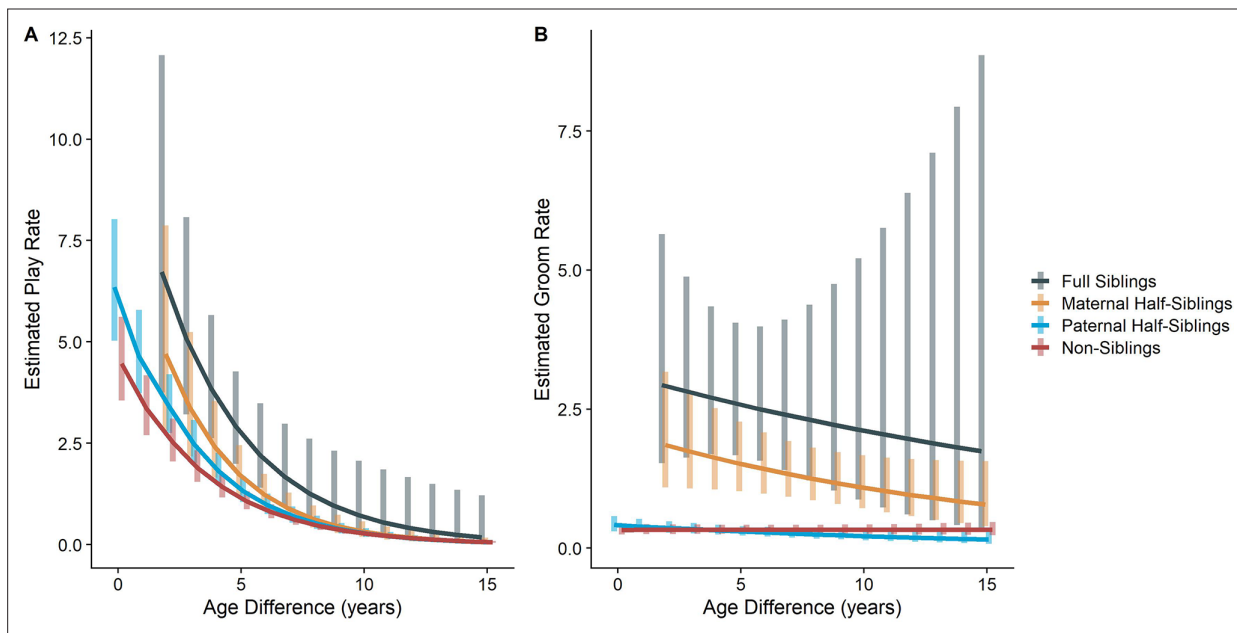 A
12.5
10.0
7.5
5.0
2.5
0.0
Estimated Play Rate
0
5
10
15
Age Difference (years)
B
7.5
5.0
2.5
0.0
Estimated Groom Rate
0
5
10
15
Age Difference (years)
Full Siblings
Maternal Half-Siblings
Paternal Half-Siblings
Non-Siblings